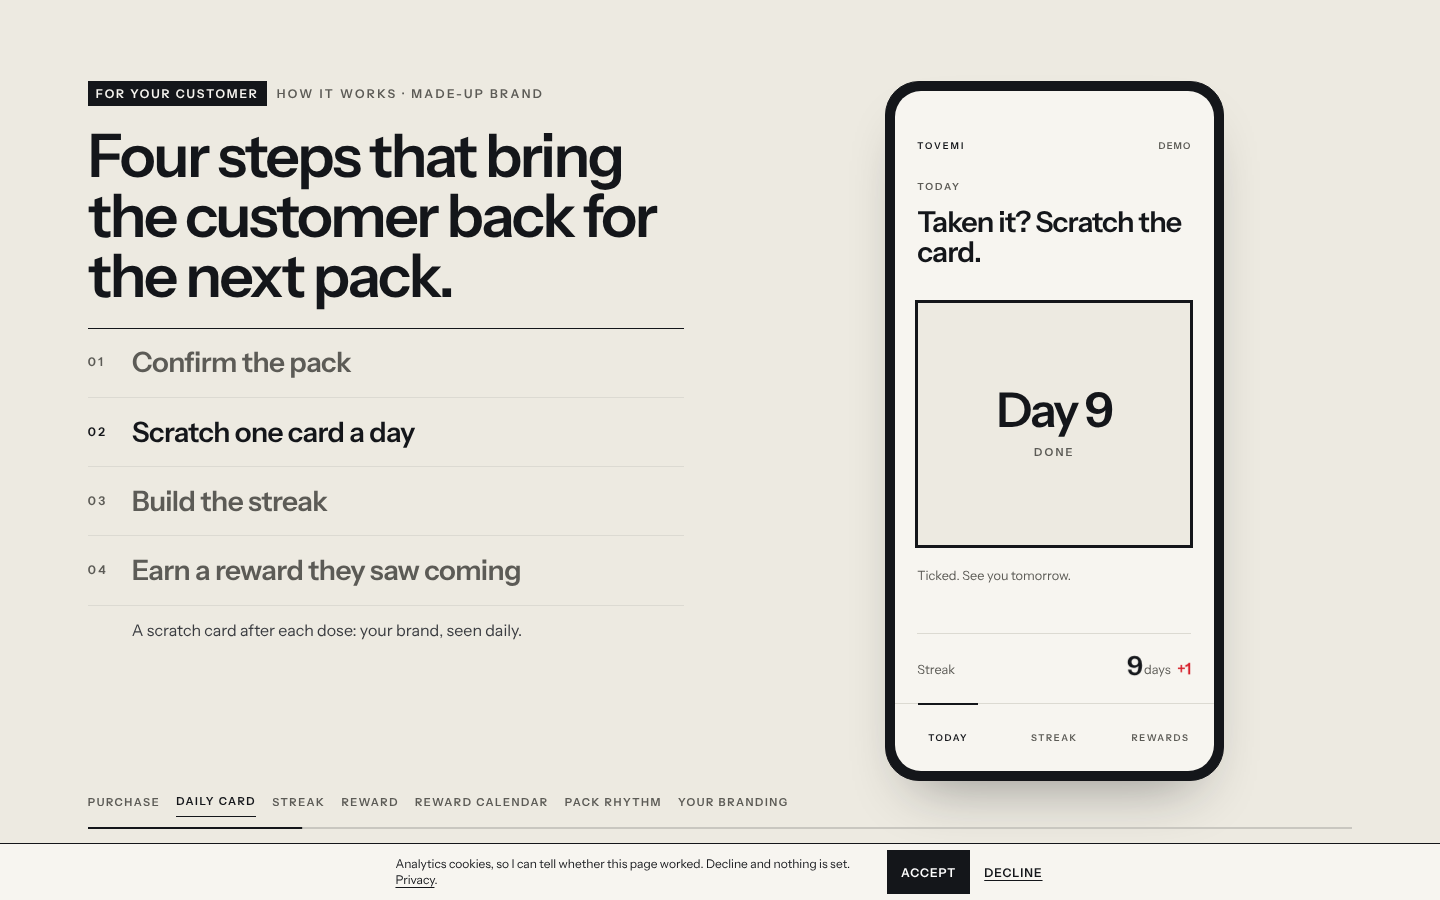 FOR YOUR CUSTOMER HOW IT WORKS · MADE-UP BRAND
Four steps that bring
the customer back for
the next pack.
01 Confirm the pack
02 Scratch one card a day
03 Build the streak
04 Earn a reward they saw coming
A scratch card after each dose: your brand, seen daily.
TOVEMI DEMO
TODAY
Taken it? Scratch the
card.
Day 9
DONE
Ticked. See you tomorrow.
Streak 9 days +1
TODAY STREAK REWARDS
PURCHASE DAILY CARD STREAK REWARD REWARD CALENDAR PACK RHYTHM YOUR BRANDING
Analytics cookies, so I can tell whether this page worked. Decline and nothing is set.
Privacy.
ACCEPT DECLINE